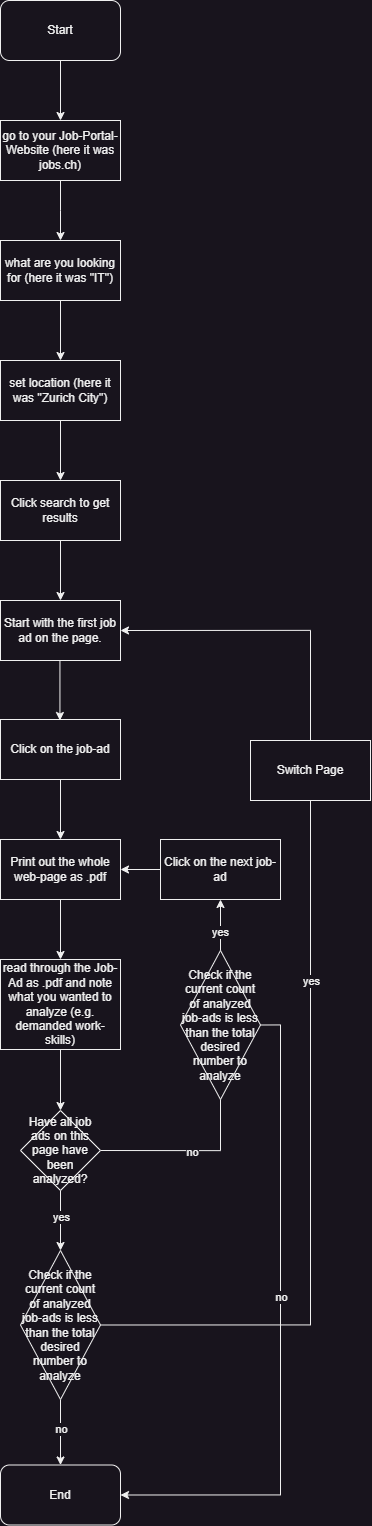 Start
go to your Job-Portal-
Website (here it was
jobs.ch)
what are you looking
for (here it was "IT")
set location (here it
was "Zurich City")
Click search to get
results
Start with the first job
ad on the page.
Click on the job-ad
Switch Page
Print out the whole
web-page as .pdf
Click on the next job-
ad
yes
read through the Job-
Ad as .pdf and note
what you wanted to
analyze (e.g.
demanded work-
skills)
Check if the
current count
of analyzed
job-ads is less
than the total
desired
number to
analyze
yes
Have all job
ads on this
page have
been
analyzed?
no
yes
Check if the
current count
of analyzed
job-ads is less
than the total
desired
number to
analyze
no
no
End